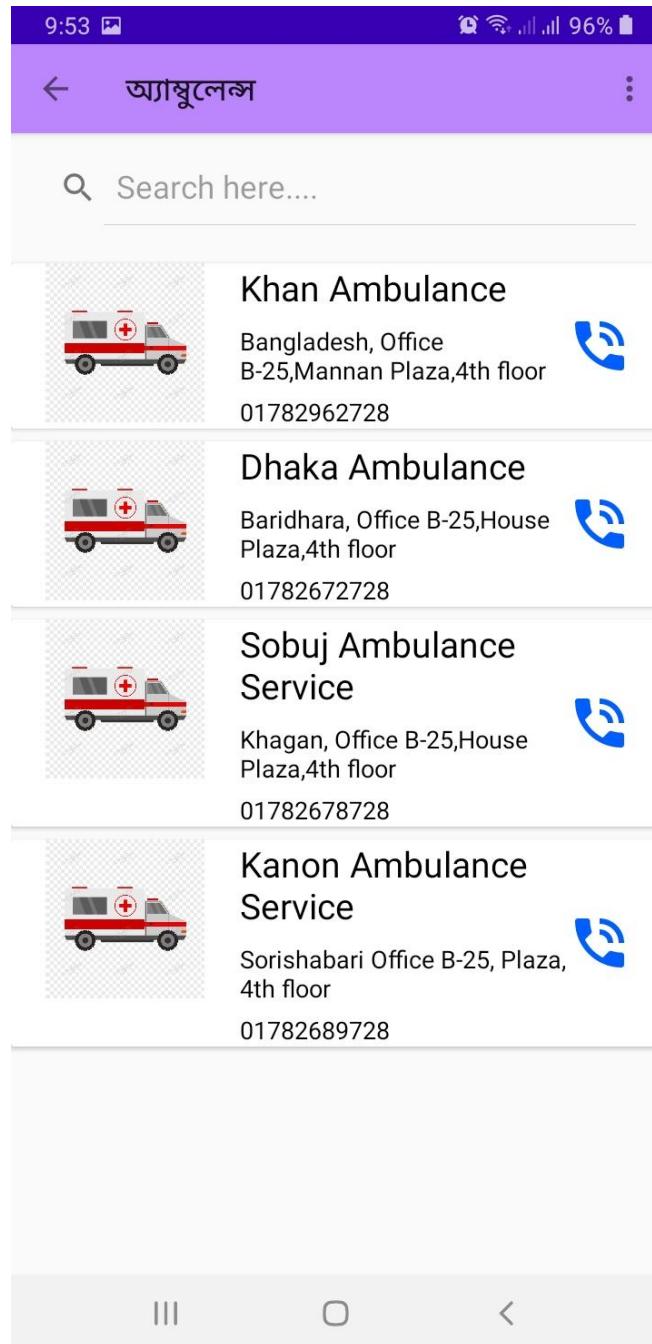 9:53 96%
অ্যাম্বুলেন্স
Search here....
Khan Ambulance
Bangladesh, Office
B-25,Mannan Plaza,4th floor
01782962728
Dhaka Ambulance
Baridhara, Office B-25,House
Plaza,4th floor
01782672728
Sobuj Ambulance
Service
Khagan, Office B-25,House
Plaza,4th floor
01782678728
Kanon Ambulance
Service
Sorishabari Office B-25, Plaza,
4th floor
01782689728